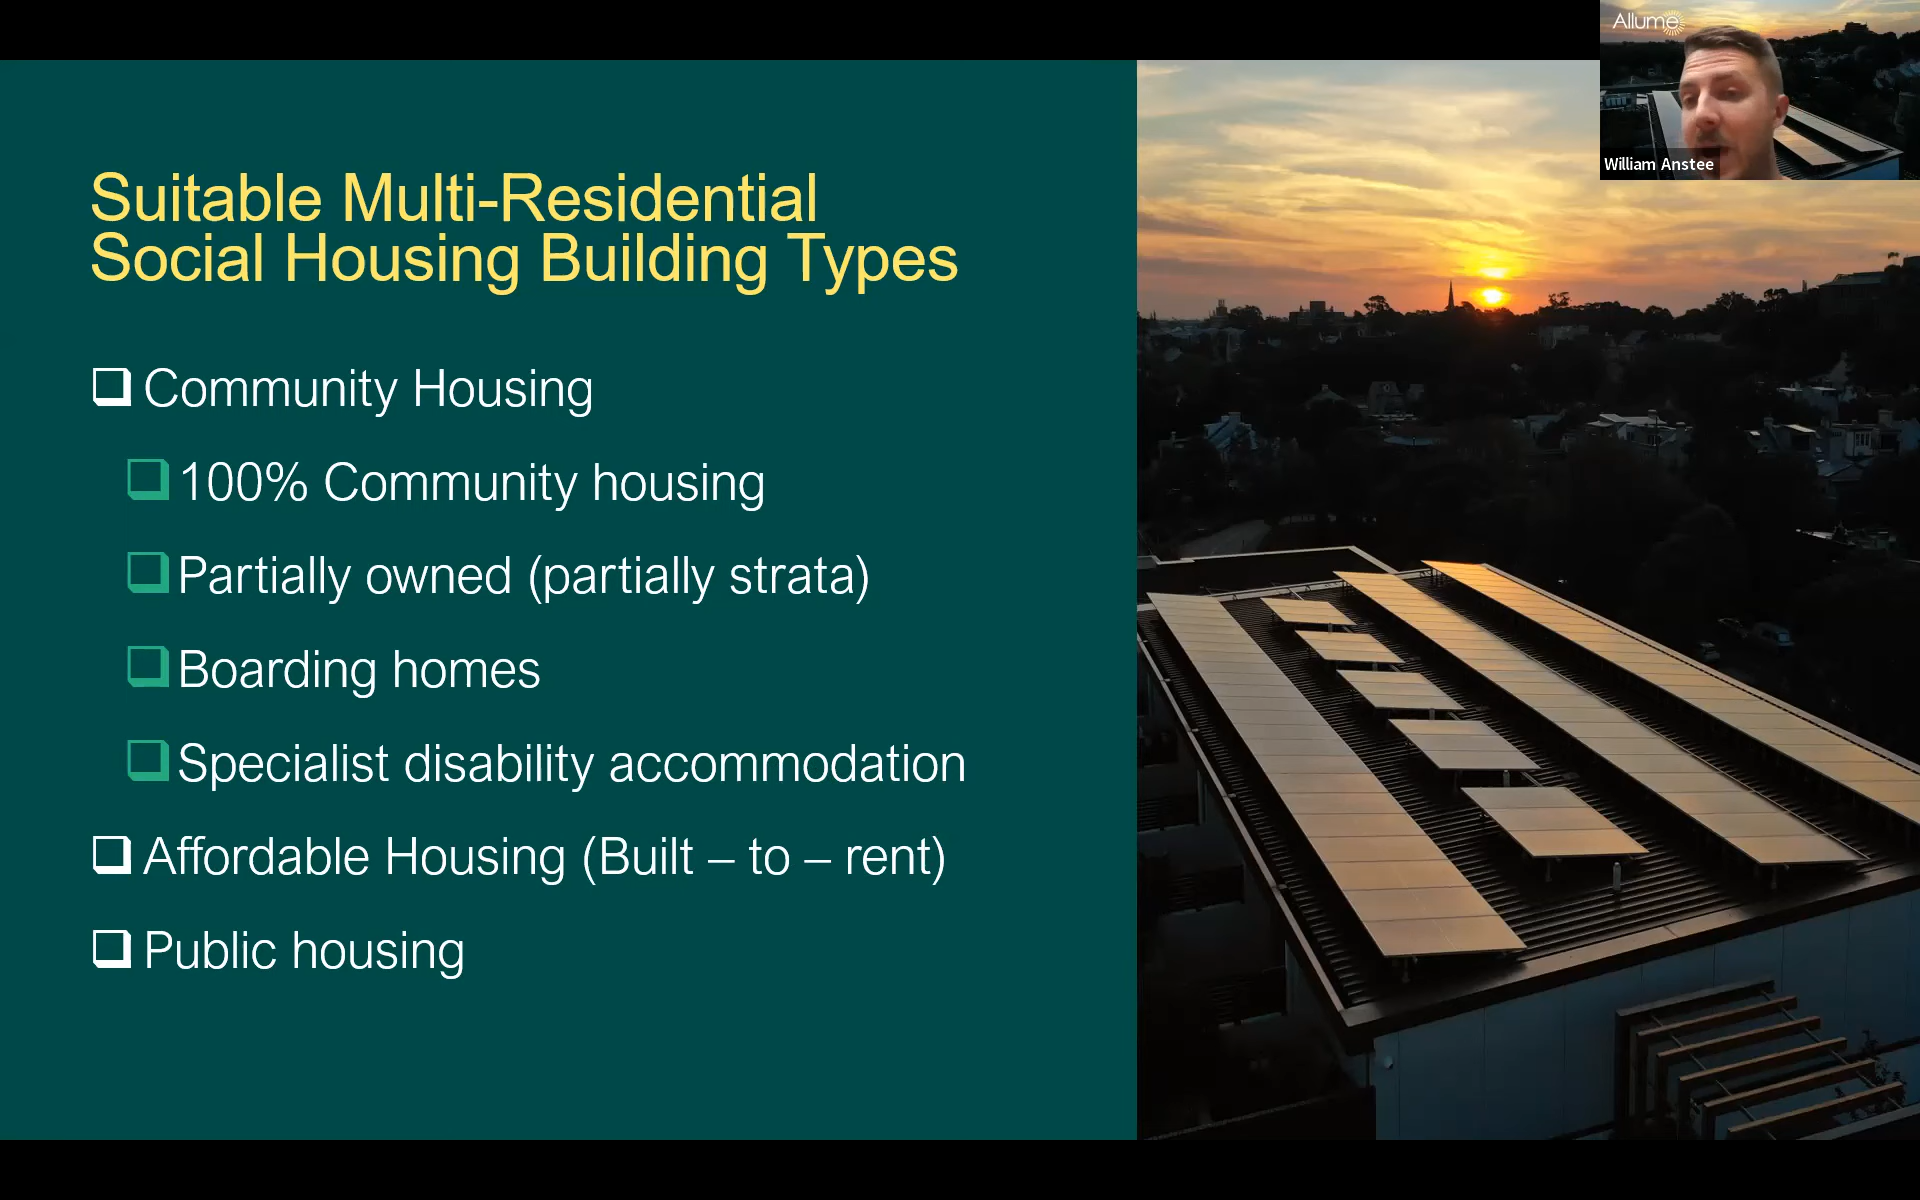 Allume
William Anstee
Suitable Multi-Residential
Social Housing Building Types
Community Housing
100% Community housing
Partially owned (partially strata)
Boarding homes
Specialist disability accommodation
Affordable Housing (Built – to – rent)
Public housing